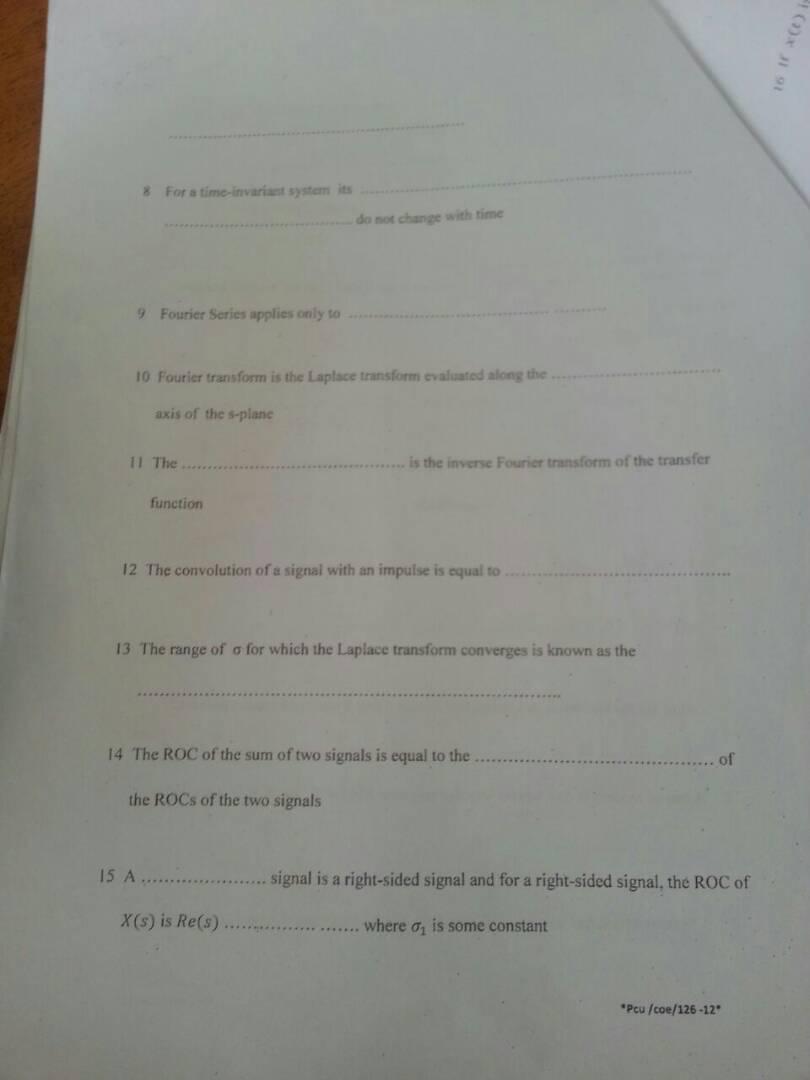 16 If x(t) is
........................................................
8 For a time-invariant system its ................................................................
.................................... do not change with time
9 Fourier Series applies only to ........................................ ..........
10 Fourier transform is the Laplace transform evaluated along the ................................
axis of the s-plane
11 The .......................................... is the inverse Fourier transform of the transfer
function
12 The convolution of a signal with an impulse is equal to ..........................................
13 The range of σ for which the Laplace transform converges is known as the
................................................................................
14 The ROC of the sum of two signals is equal to the .......................................... of
the ROCs of the two signals
15 A ...................... signal is a right-sided signal and for a right-sided signal, the ROC of
X(s) is Re(s) ................ ....... where σ₁ is some constant
*Pcu /coe/126 -12*